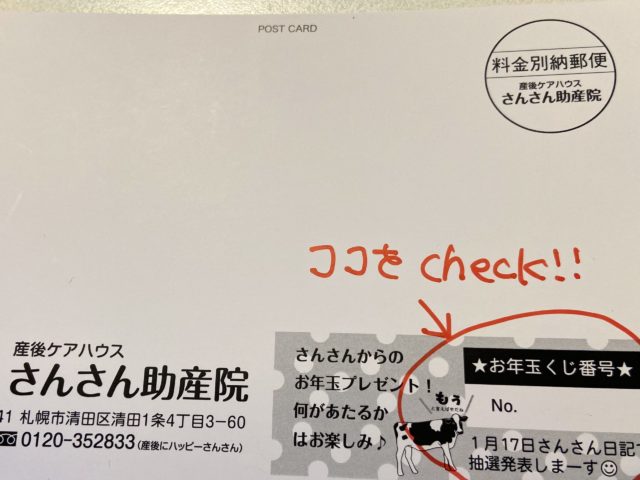 POST CARD
料金別納郵便
産後ケアハウス
さんさん助産院
ココをcheck!!
産後ケアハウス
さんさん助産院
41 札幌市清田区清田1条4丁目3−60
0120-352833(産後にハッピーさんさん)
さんさんからの
お年玉プレゼント!
何があたるか
はお楽しみ♪
もぅ
★お年玉くじ番号★
No.
1月17日さんさん日記で
抽選発表しまーす☺